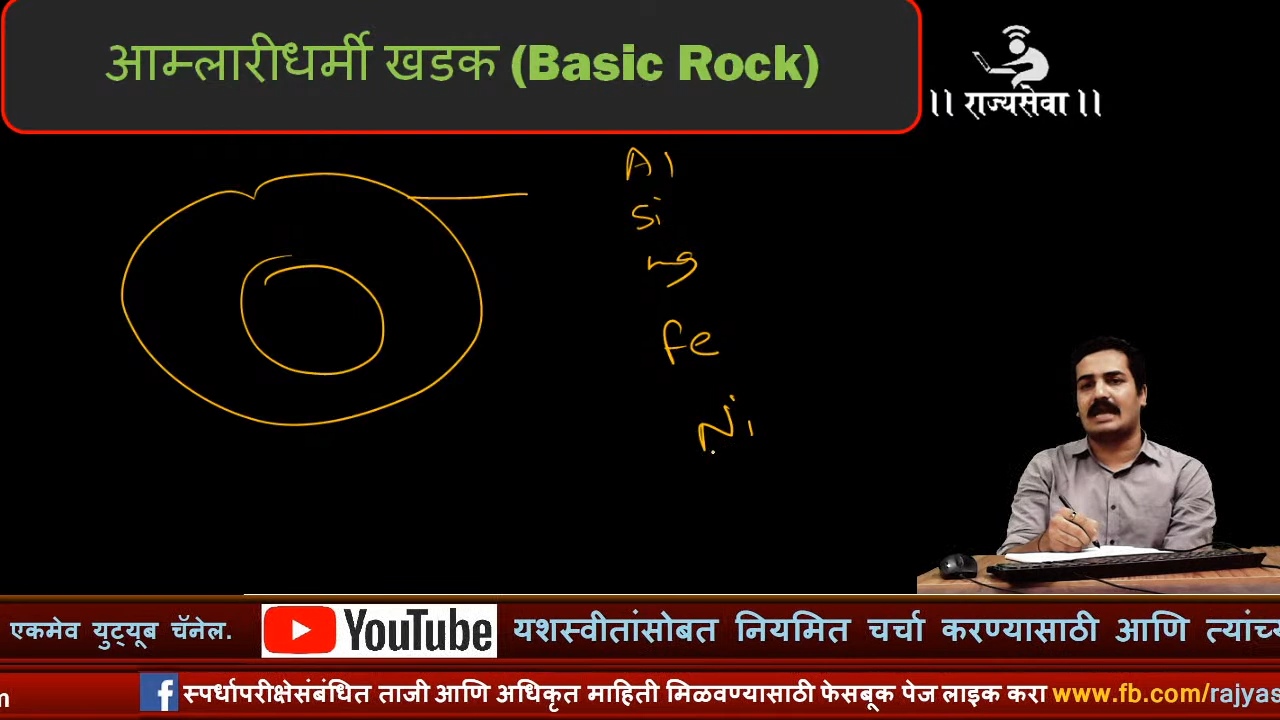 आम्लारीधर्मी खडक (Basic Rock)
|| राज्यसेवा ||
Al
Si
mg
Fe
Ni
एकमेव युट्यूब चॅनेल. YouTube यशस्वीतांसोबत नियमित चर्चा करण्यासाठी आणि त्यांच्य
m f स्पर्धापरीक्षेसंबंधित ताजी आणि अधिकृत माहिती मिळवण्यासाठी फेसबूक पेज लाइक करा www.fb.com/rajyas